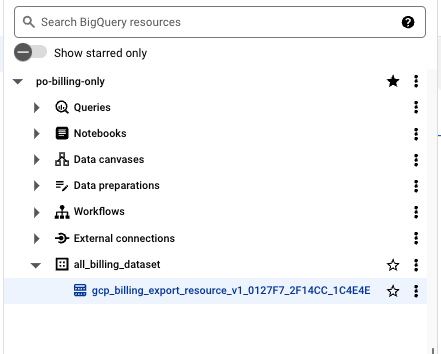 Search BigQuery resources
Show starred only
po-billing-only
Queries
Notebooks
Data canvases
Data preparations
Workflows
External connections
all_billing_dataset
gcp_billing_export_resource_v1_0127F7_2F14CC_1C4E4E